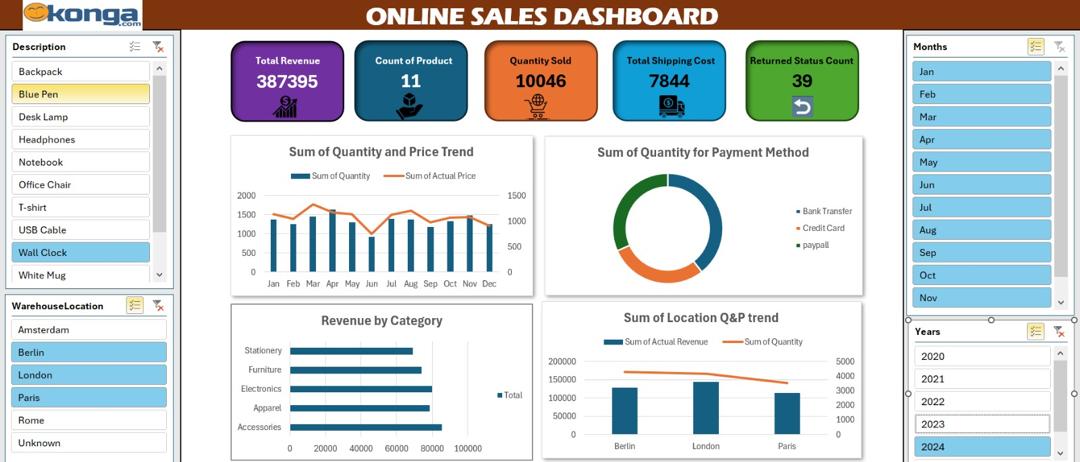 konga
.com
ONLINE SALES DASHBOARD
Description
Backpack
Blue Pen
Desk Lamp
Headphones
Notebook
Office Chair
T-shirt
USB Cable
Wall Clock
White Mug
WarehouseLocation
Amsterdam
Berlin
London
Paris
Rome
Unknown
Total Revenue
387395
Count of Product
11
Quantity Sold
10046
Total Shipping Cost
7844
Returned Status Count
39
Sum of Quantity and Price Trend
Sum of Quantity Sum of Actual Price
2000 1500
1500 1000
1000
500 500
0 0
Jan Feb Mar Apr May Jun Jul Aug Sep Oct Nov Dec
Sum of Quantity for Payment Method
Bank Transfer
Credit Card
paypall
Revenue by Category
Stationery
Furniture
Electronics
Apparel
Accessories
Total
0 20000 40000 60000 80000 100000
Sum of Location Q&P trend
Sum of Actual Revenue Sum of Quantity
200000 5000
150000 4000
100000 3000
50000 2000
0 1000
0
Berlin London Paris
Months
Jan
Feb
Mar
Apr
May
Jun
Jul
Aug
Sep
Oct
Nov
Years
2020
2021
2022
2023
2024